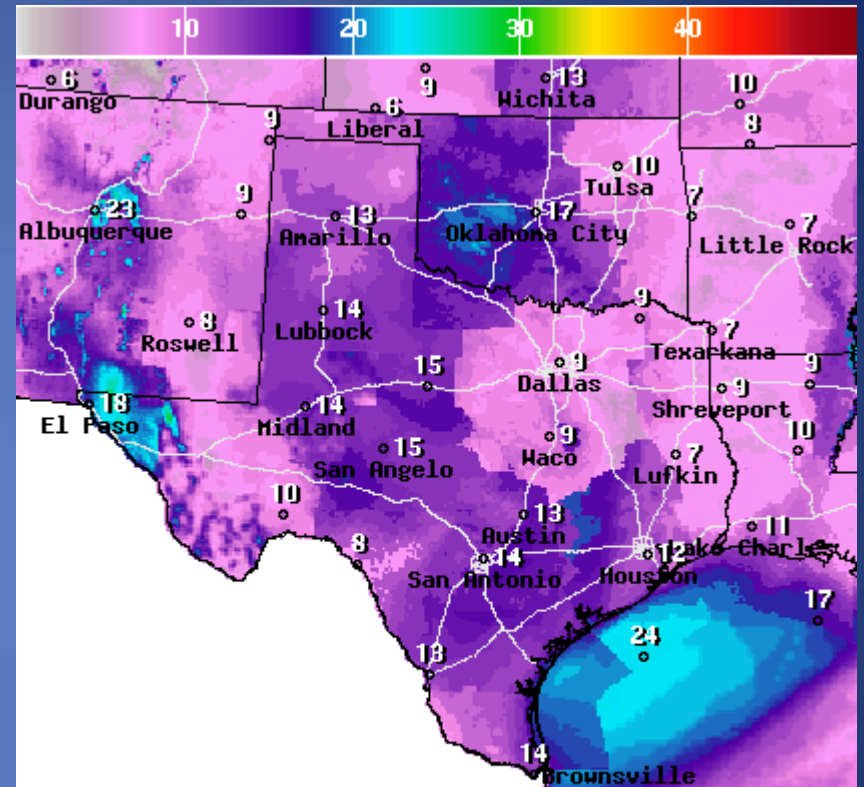 10 20 30 40
6 9 13 10
Durango Wichita
9 6 8
Liberal
10
Tulsa
23 9 13 17 7 7
Albuquerque Amarillo Oklahoma City Little Rock
8 14 9 7
Roswell Lubbock Texarkana
15 9 9 9
Dallas
18 14 Shreveport
El Paso Midland
15 9 7 10
San Angelo Waco Lufkin
10 13 11
Austin
8 14 12 Lake Charles
San Antonio Houston
17
24
13
14
Brownsville